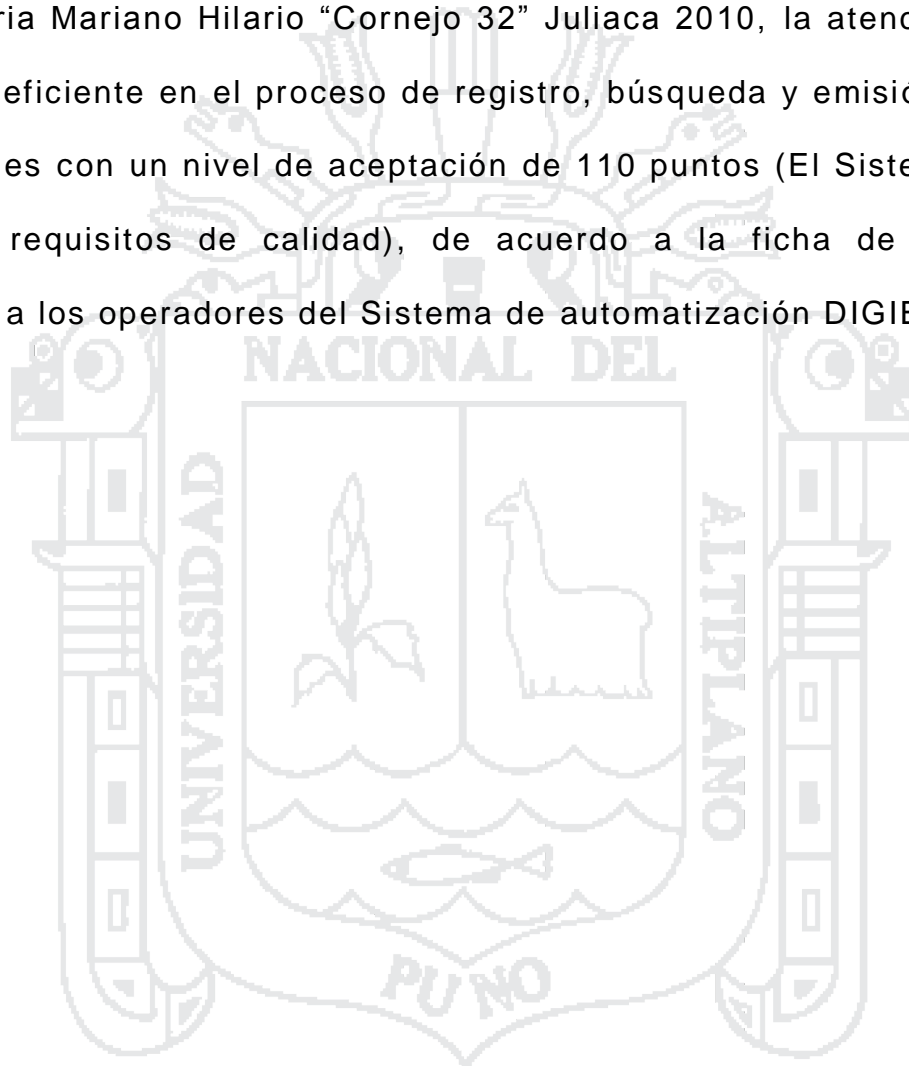 ria Mariano Hilario “Cornejo 32” Juliaca 2010, la atenc
eficiente en el proceso de registro, búsqueda y emisió
es con un nivel de aceptación de 110 puntos (El Siste
requisitos de calidad), de acuerdo a la ficha de
a los operadores del Sistema de automatización DIGIE
NACIONAL DEL
UNIVERSIDAD
ALTIPLANO
PUNO